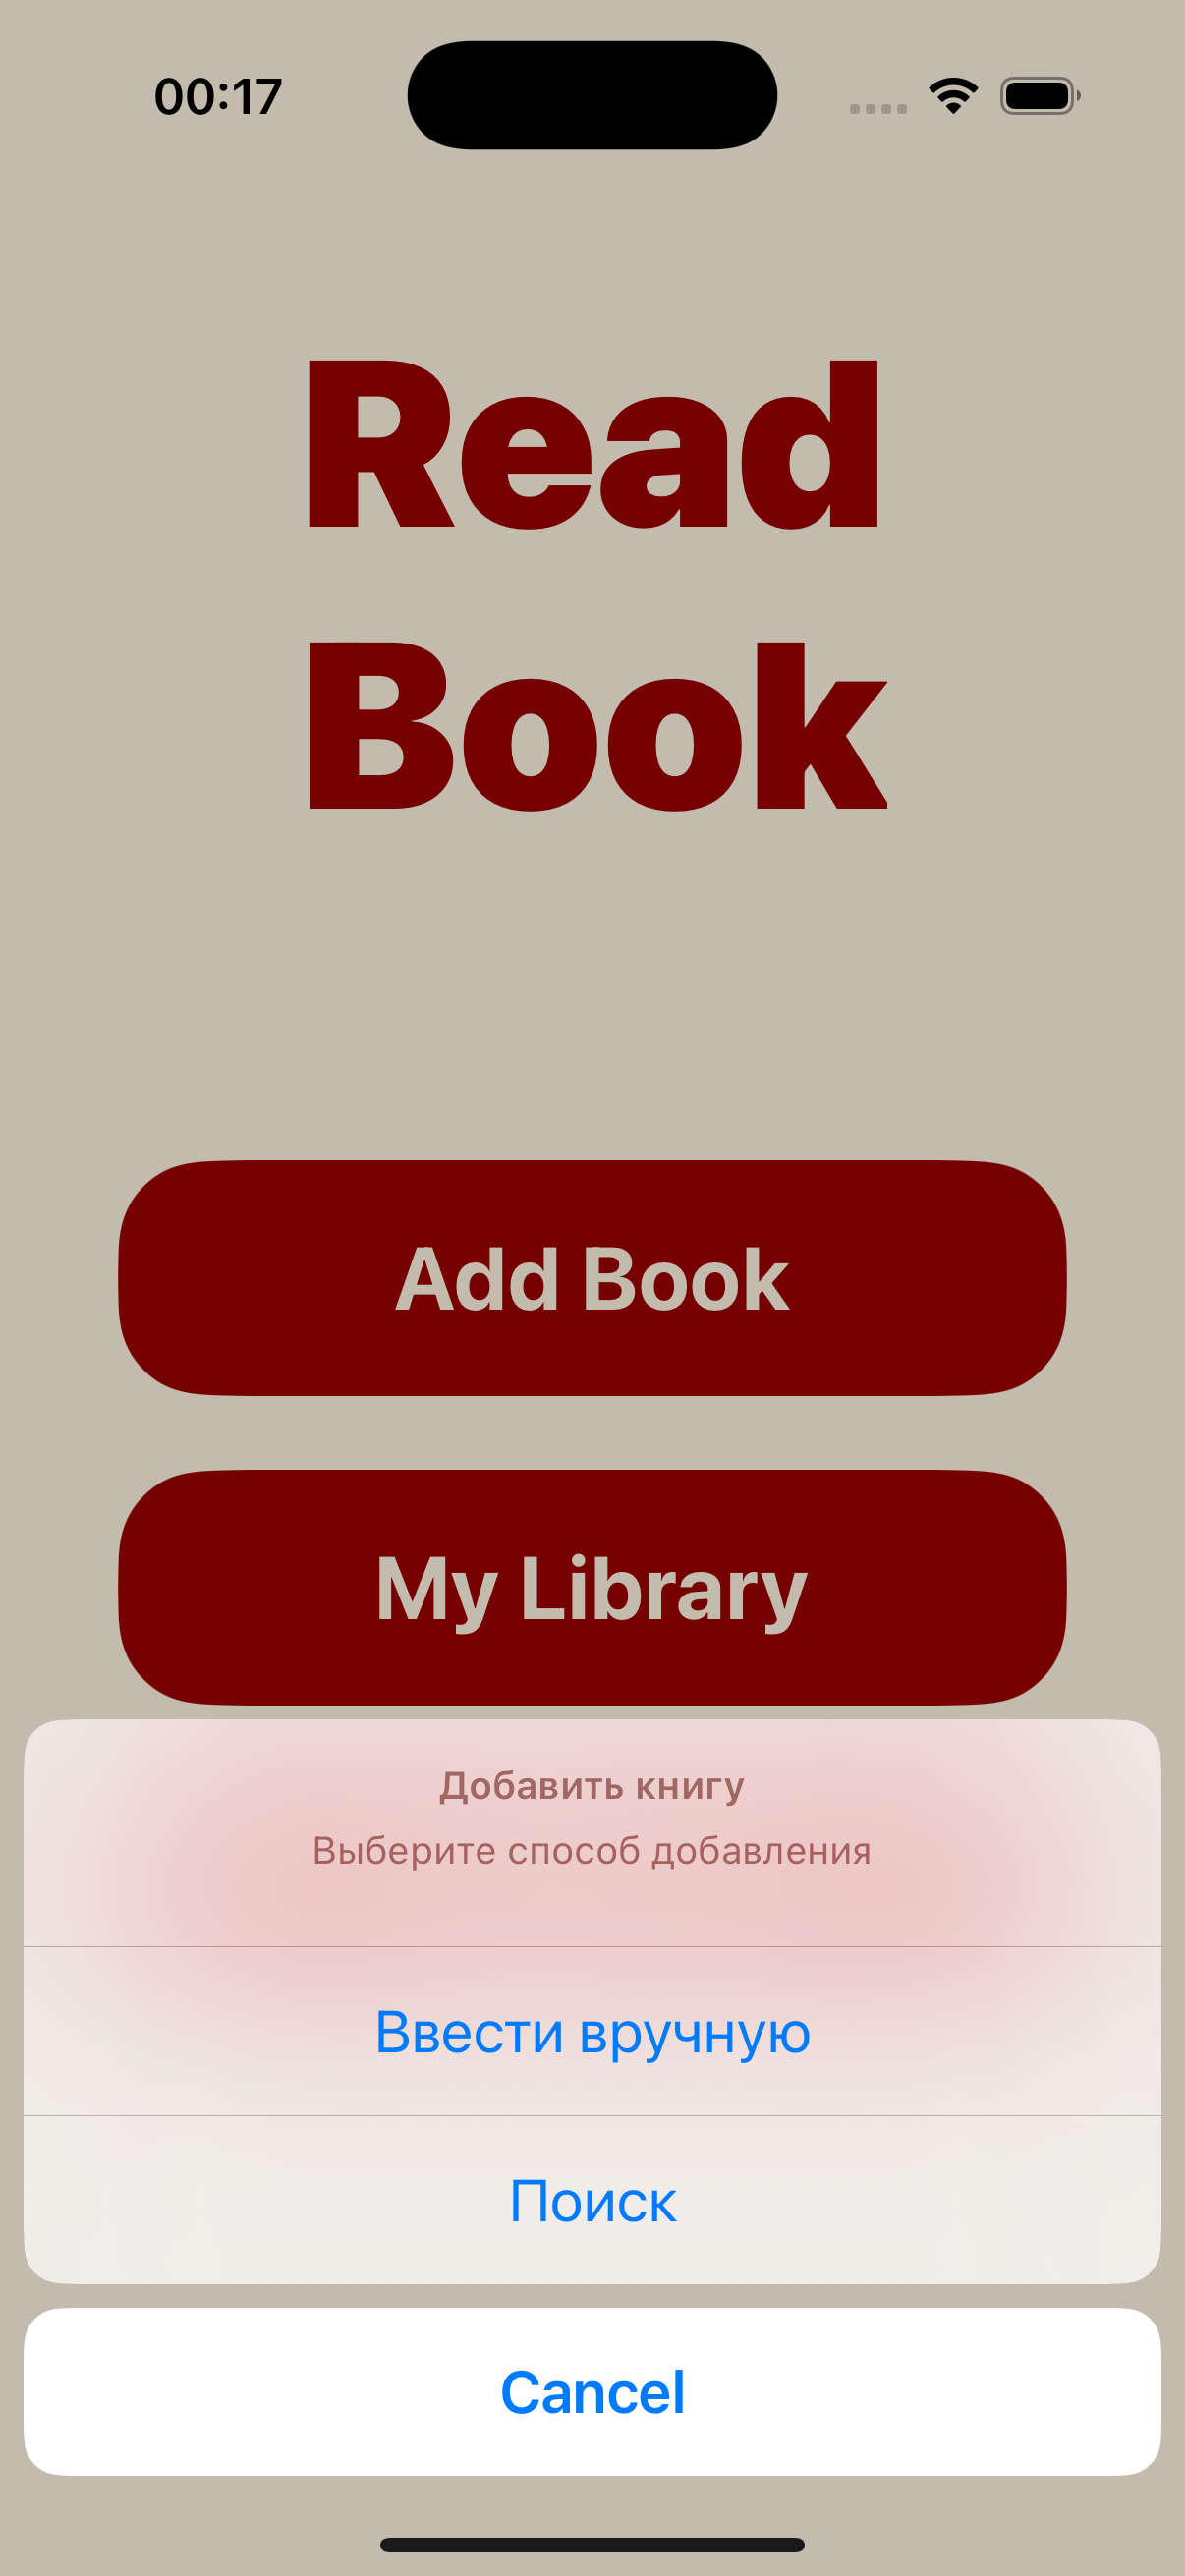 00:17
Read
Book
Add Book
My Library
Добавить книгу
Выберите способ добавления
Ввести вручную
Поиск
Cancel